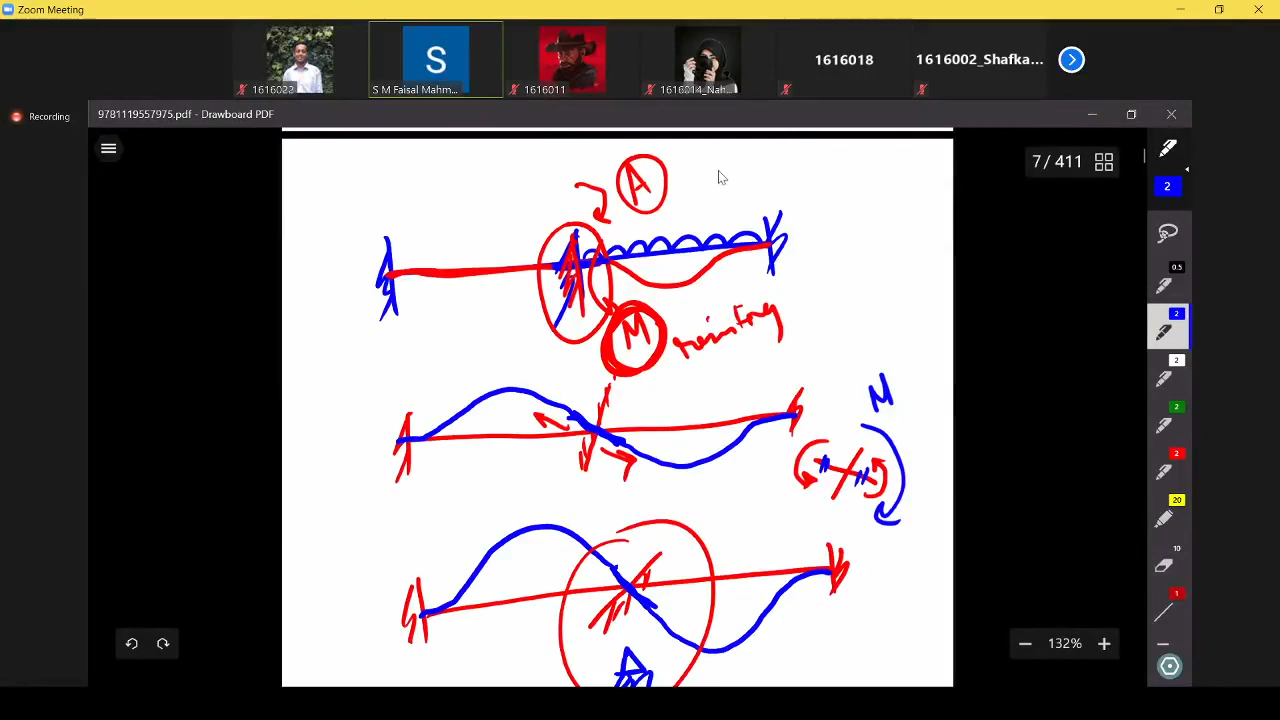 Zoom Meeting
1616022
S M Faisal Mahm...
1616011
1616014_Nah...
1616018
1616002_Shafka...
S
Recording
9781119557975.pdf - Drawboard PDF
7 / 411
2
0.5
2
2
2
2
20
10
1
A
M
M
132%